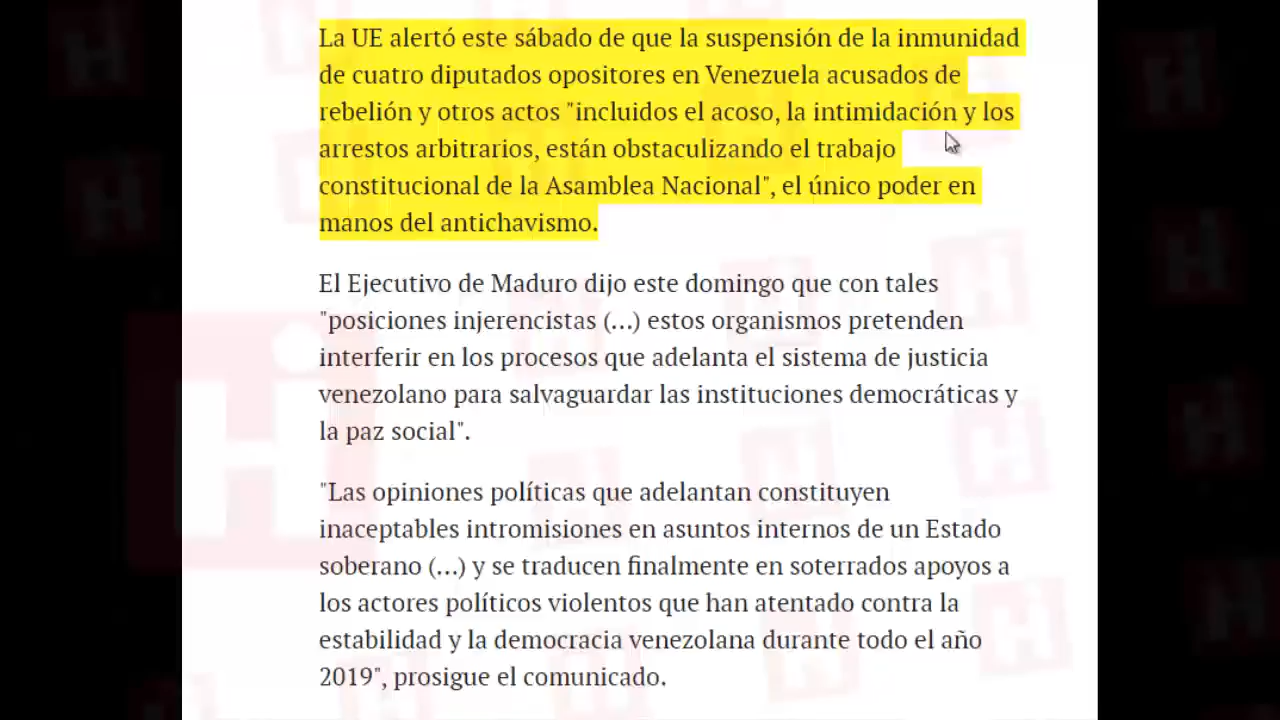 La UE alertó este sábado de que la suspensión de la inmunidad
de cuatro diputados opositores en Venezuela acusados de
rebelión y otros actos "incluidos el acoso, la intimidación y los
arrestos arbitrarios, están obstaculizando el trabajo
constitucional de la Asamblea Nacional", el único poder en
manos del antichavismo.
El Ejecutivo de Maduro dijo este domingo que con tales
"posiciones injerencistas (...) estos organismos pretenden
interferir en los procesos que adelanta el sistema de justicia
venezolano para salvaguardar las instituciones democráticas y
la paz social".
"Las opiniones políticas que adelantan constituyen
inaceptables intromisiones en asuntos internos de un Estado
soberano (...) y se traducen finalmente en soterrados apoyos a
los actores políticos violentos que han atentado contra la
estabilidad y la democracia venezolana durante todo el año
2019", prosigue el comunicado.